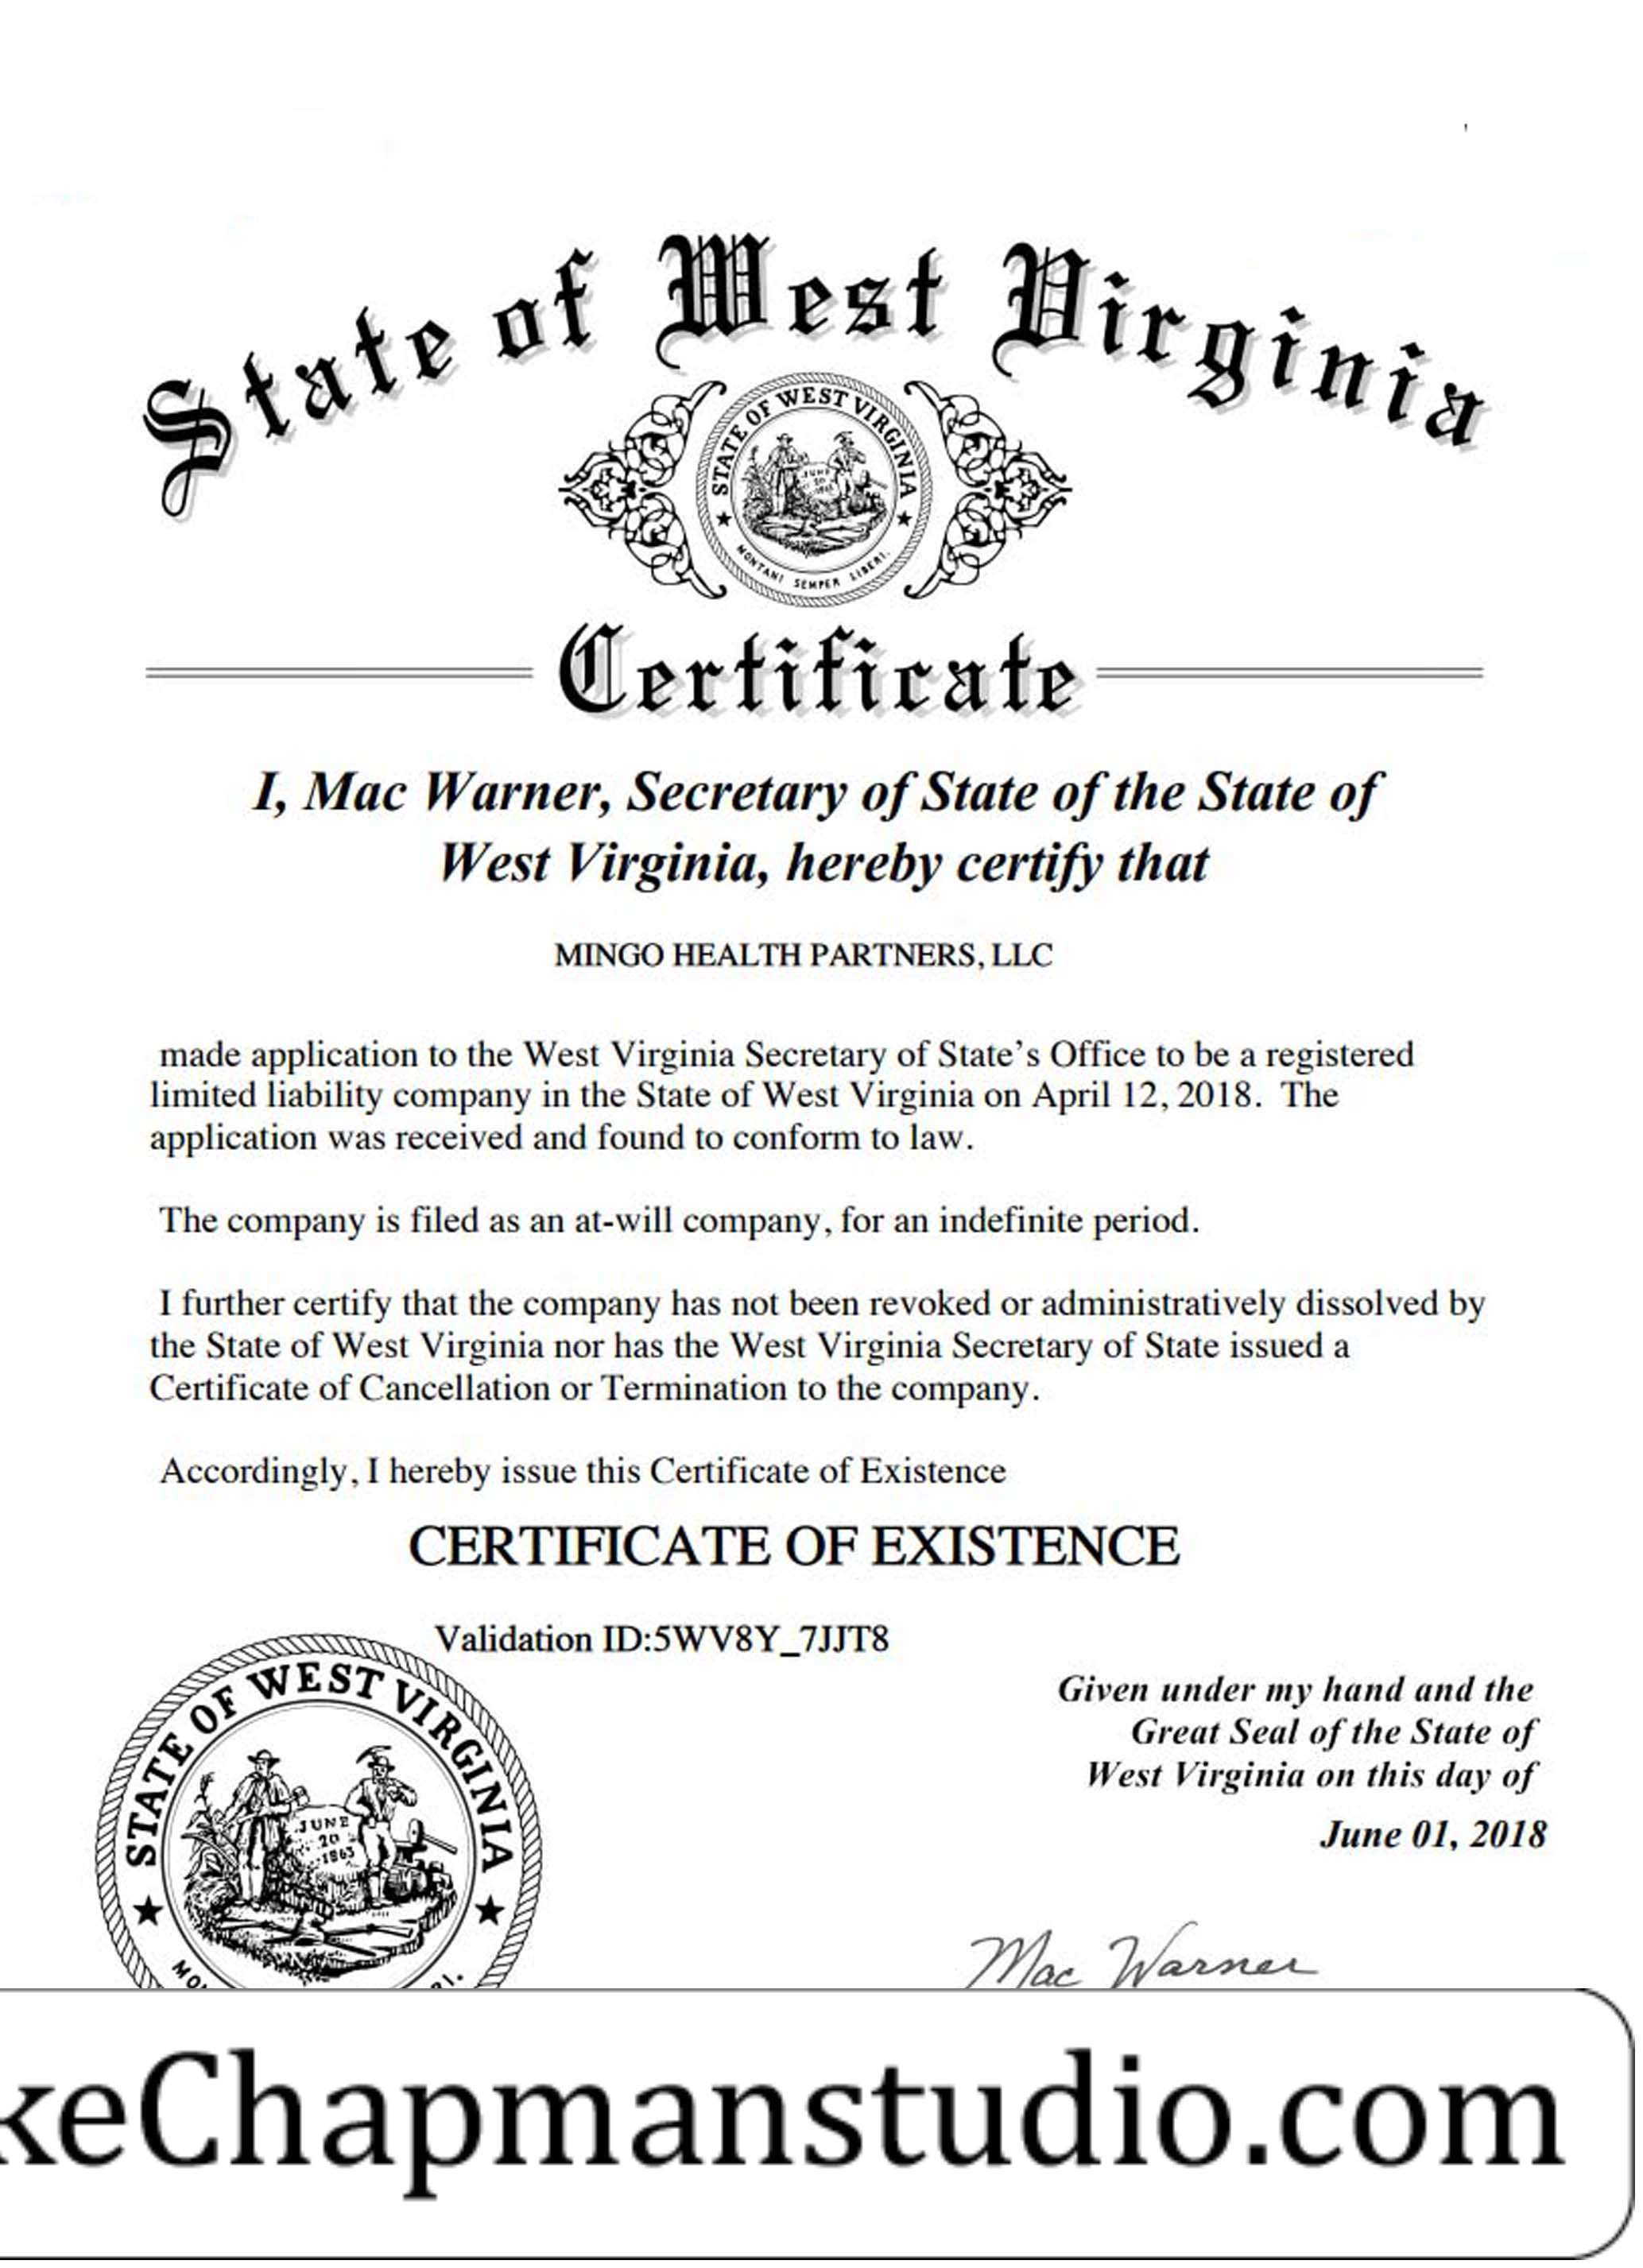 State of West Virginia
STATE OF WEST VIRGINIA
JUNE
20
1863
MONTANI SEMPER LIBERI.
Certificate
I, Mac Warner, Secretary of State of the State of
West Virginia, hereby certify that
MINGO HEALTH PARTNERS, LLC
made application to the West Virginia Secretary of State’s Office to be a registered
limited liability company in the State of West Virginia on April 12, 2018.  The
application was received and found to conform to law.
The company is filed as an at-will company, for an indefinite period.
I further certify that the company has not been revoked or administratively dissolved by
the State of West Virginia nor has the West Virginia Secretary of State issued a
Certificate of Cancellation or Termination to the company.
Accordingly, I hereby issue this Certificate of Existence
CERTIFICATE OF EXISTENCE
Validation ID:5WV8Y_7JJT8
STATE OF WEST VIRGINIA
JUNE
20
1863
Given under my hand and the
Great Seal of the State of
West Virginia on this day of
June 01, 2018
Mac Warner
keChapmanstudio.com